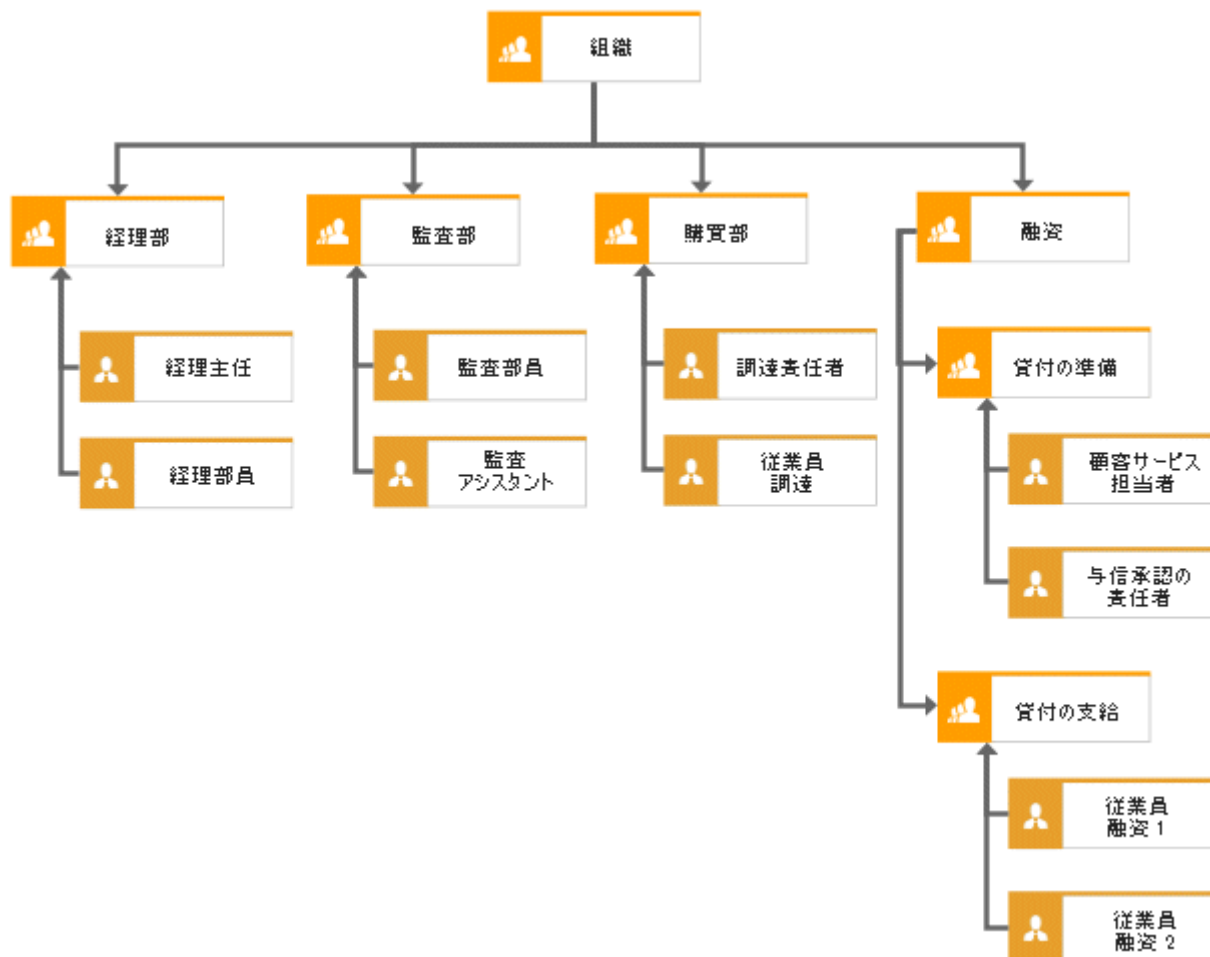 組織
経理部
監査部
購買部
融資
経理主任
監査部員
調達責任者
貸付の準備
経理部員
監査
アシスタント
従業員
調達
顧客サービス
担当者
与信承認の
責任者
貸付の支給
従業員
融資 1
従業員
融資 2